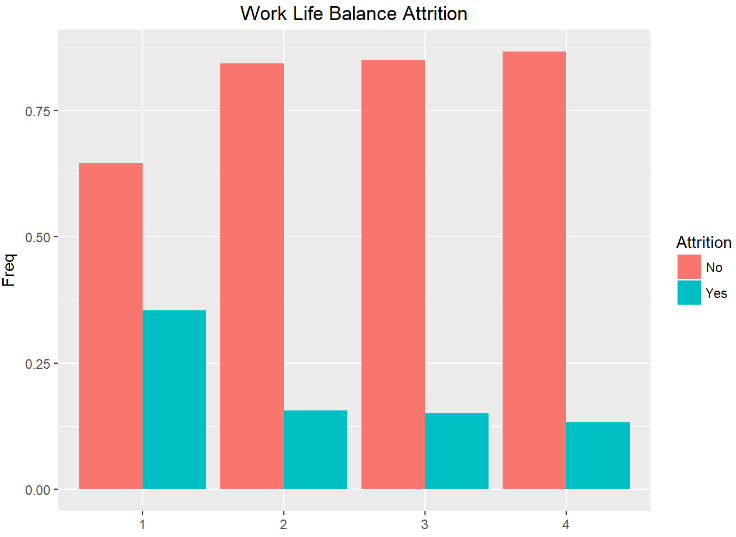 Work Life Balance Attrition
Freq
0.75
0.50
0.25
0.00
1 2 3 4
Attrition
No
Yes